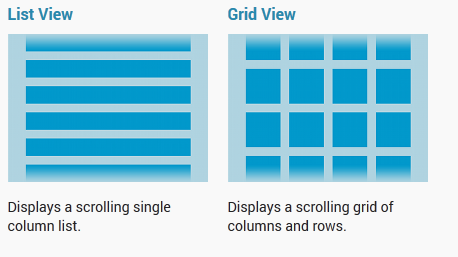 List View
Displays a scrolling single
column list.
Grid View
Displays a scrolling grid of
columns and rows.